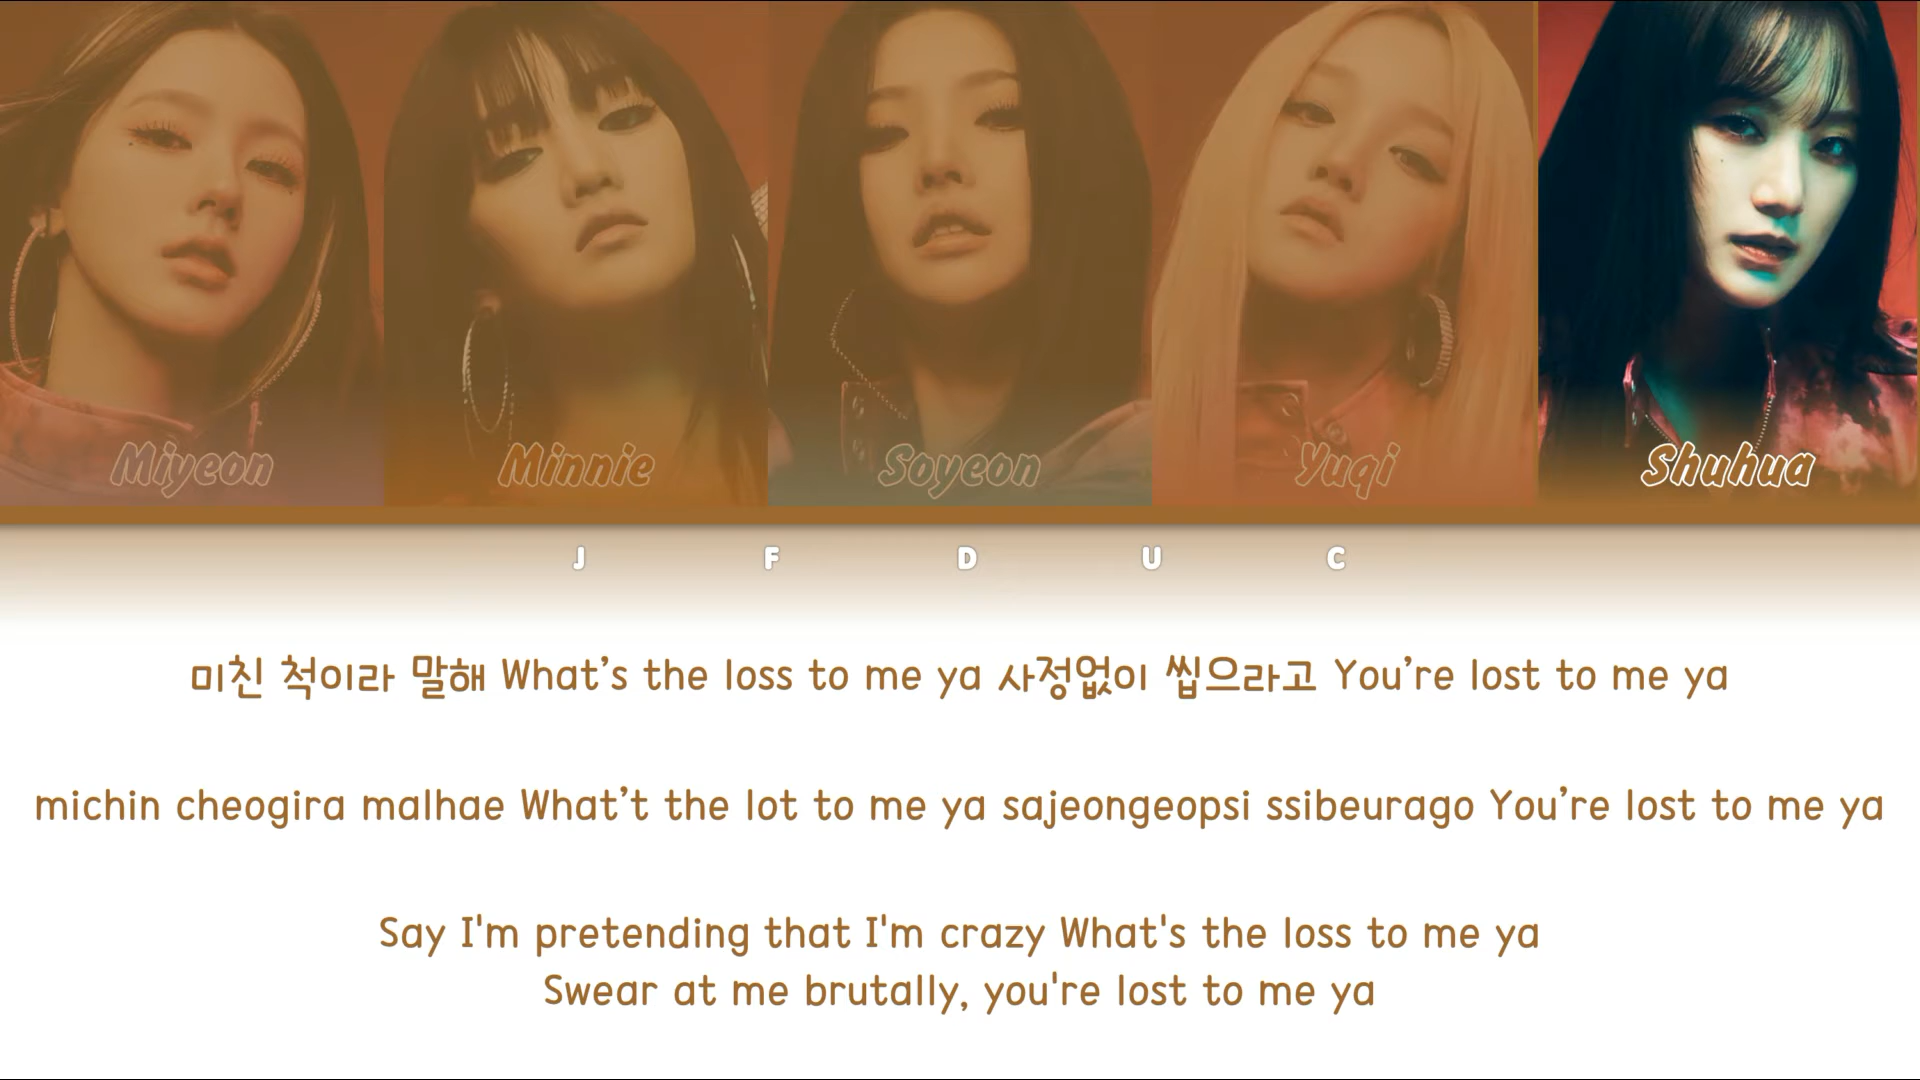 Miyeon Minnie Soyeon Yuqi Shuhua
J F D U C
미친 척이라 말해 What’s the loss to me ya 사정없이 씹으라고 You’re lost to me ya
michin cheogira malhae What’t the lot to me ya sajeongeopsi ssibeurago You’re lost to me ya
Say I'm pretending that I'm crazy What's the loss to me ya
Swear at me brutally, you're lost to me ya